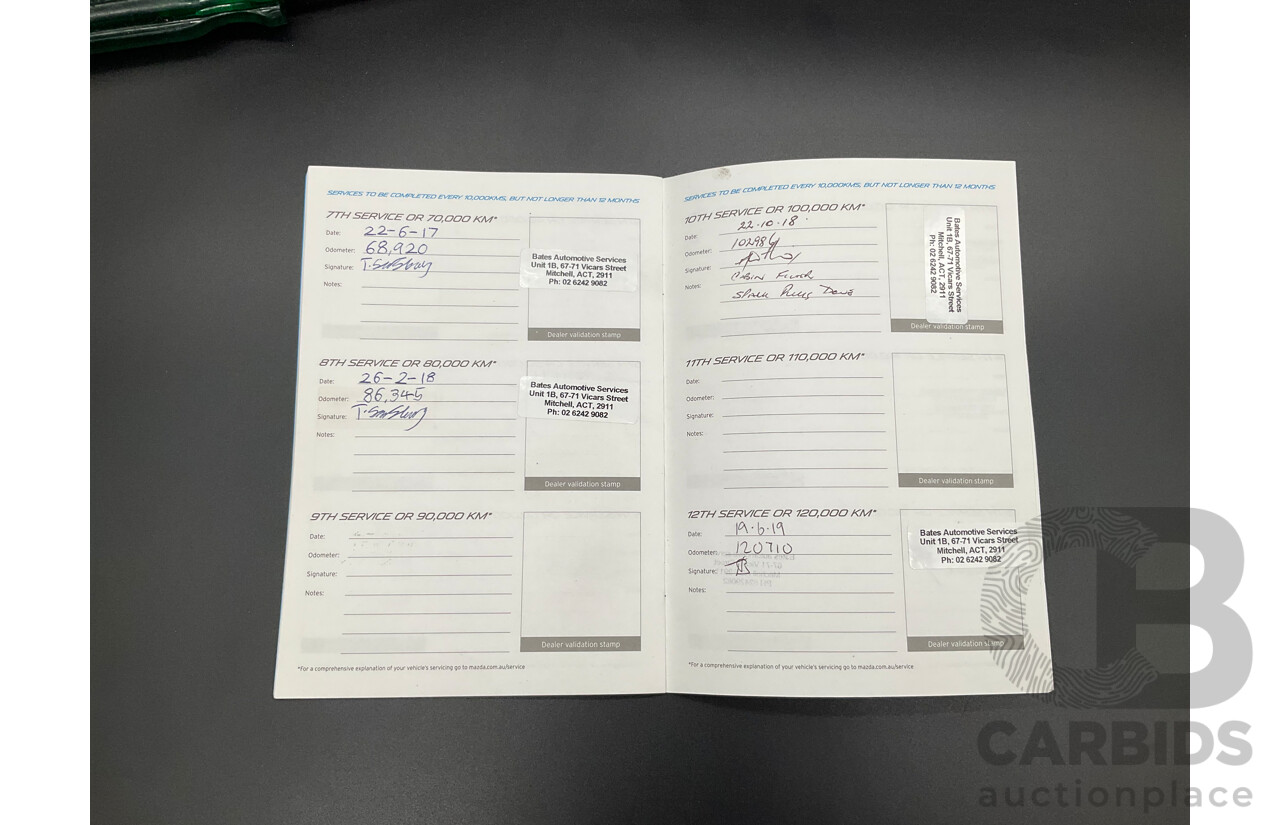 SERVICES TO BE COMPLETED EVERY 10,000KMS, BUT NOT LONGER THAN 12 MONTHS
7TH SERVICE OR 70,000 KM*
Date: 22-6-17
Odometer: 68,920
Signature:
Notes:
Bates Automotive Services
Unit 1B, 67-71 Vicars Street
Mitchell, ACT, 2911
Ph: 02 6242 9082
Dealer validation stamp
8TH SERVICE OR 80,000 KM*
Date: 26-2-18
Odometer: 86,345
Signature:
Notes:
Bates Automotive Services
Unit 1B, 67-71 Vicars Street
Mitchell, ACT, 2911
Ph: 02 6242 9082
Dealer validation stamp
9TH SERVICE OR 90,000 KM*
Date:
Odometer:
Signature:
Notes:
Dealer validation stamp
*For a comprehensive explanation of your vehicle's servicing go to mazda.com.au/service
SERVICES TO BE COMPLETED EVERY 10,000KMS, BUT NOT LONGER THAN 12 MONTHS
10TH SERVICE OR 100,000 KM*
Date: 22.10.18
Odometer:
Signature:
Notes: CABIN FILTER
SPARK PLUGS DONE
Bates Automotive Services
Unit 1B, 67-71 Vicars Street
Mitchell, ACT, 2911
Ph: 02 6242 9082
Dealer validation stamp
11TH SERVICE OR 110,000 KM*
Date:
Odometer:
Signature:
Notes:
Dealer validation stamp
12TH SERVICE OR 120,000 KM*
Date: 19.6.19
Odometer: 120710
Signature:
Notes:
Bates Automotive Services
Unit 1B, 67-71 Vicars Street
Mitchell, ACT, 2911
Ph: 02 6242 9082
Dealer validation stamp
*For a comprehensive explanation of your vehicle's servicing go to mazda.com.au/service
CARBIDS
auctionplace